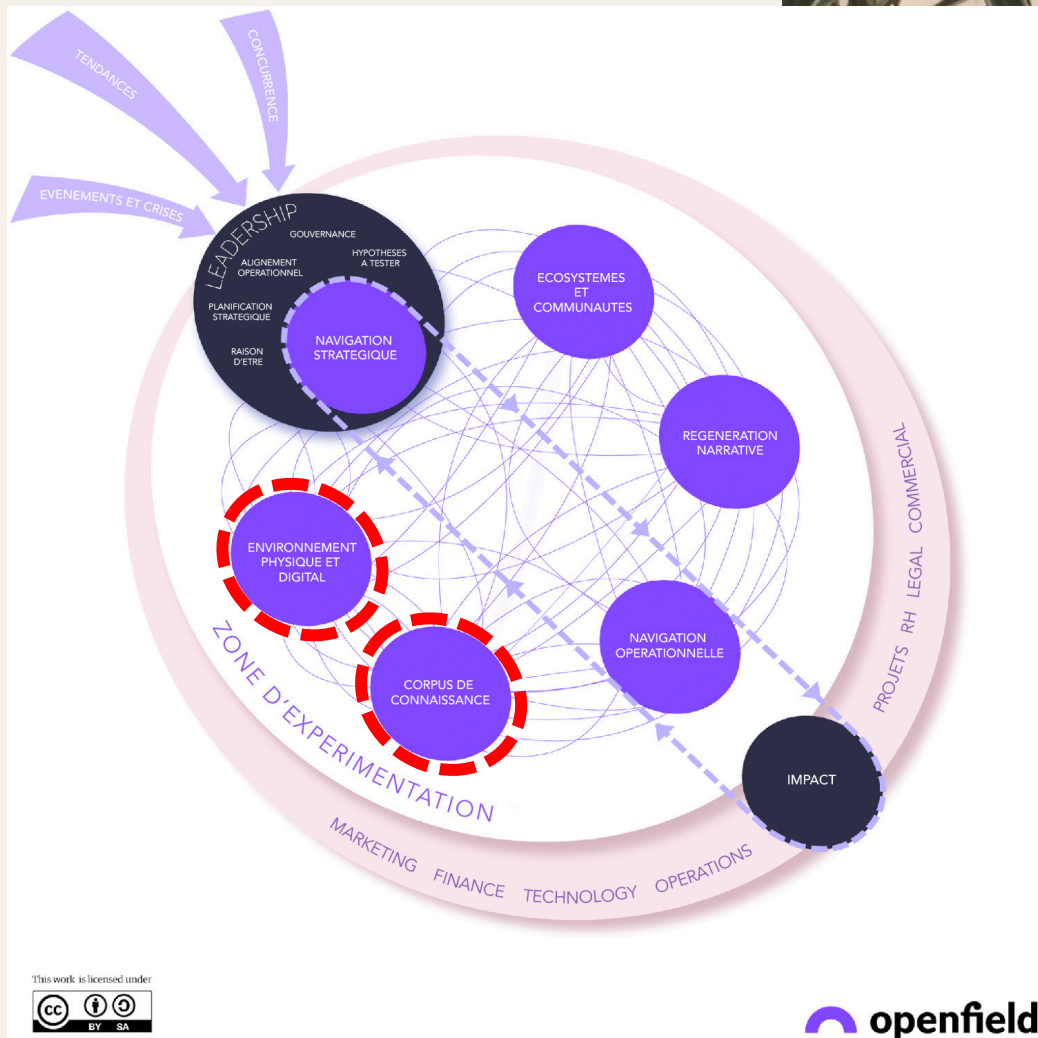 TENDANCES
CONCURRENCE
EVENEMENTS ET CRISES
LEADERSHIP
GOUVERNANCE
HYPOTHESES
A TESTER
ALIGNEMENT
OPERATIONNEL
PLANIFICATION
STRATEGIQUE
RAISON
D'ETRE
NAVIGATION
STRATEGIQUE
ECOSYSTEMES
ET
COMMUNAUTES
REGENERATION
NARRATIVE
ENVIRONNEMENT
PHYSIQUE ET
DIGITAL
CORPUS DE
CONNAISSANCE
NAVIGATION
OPERATIONNELLE
IMPACT
ZONE D'EXPERIMENTATION
MARKETING FINANCE TECHNOLOGY OPERATIONS
PROJETS RH LEGAL COMMERCIAL
This work is licensed under
cc
BY SA
openfield